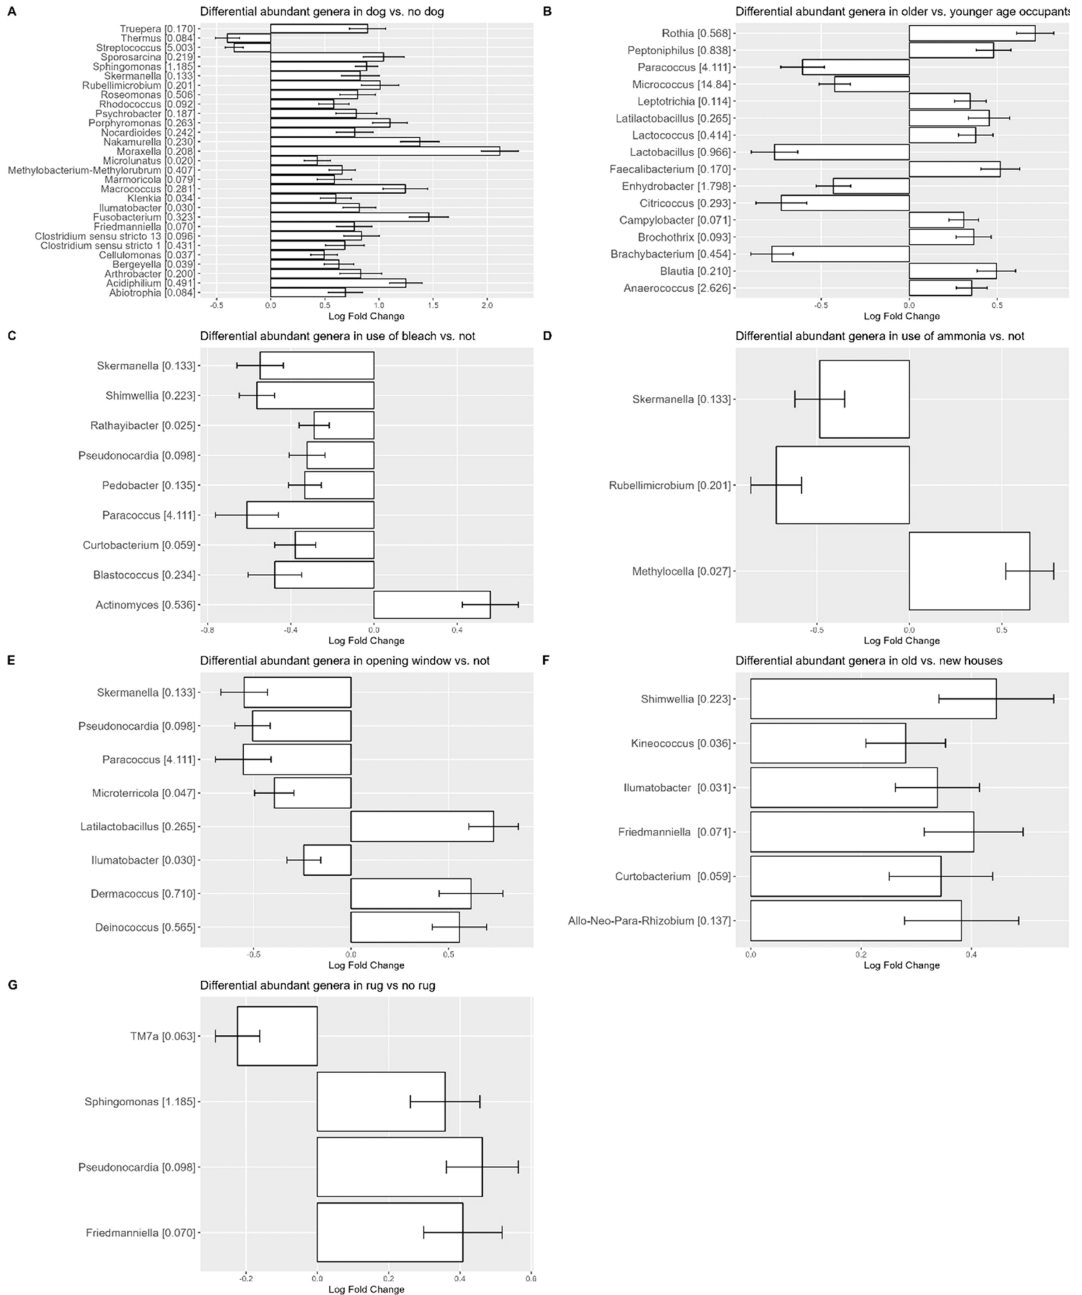 A
Differential abundant genera in dog vs. no dog
Truepera [0.170]
Thermus [0.084]
Streptococcus [5.003]
Sporosarcina [0.219]
Sphingomonas [1.185]
Skermanella [0.133]
Rubellimicrobium [0.201]
Roseomonas [0.506]
Rhodococcus [0.092]
Psychrobacter [0.187]
Porphyromonas [0.263]
Nocardioides [0.242]
Nakamurella [0.230]
Moraxella [0.208]
Microlunatus [0.020]
Methylobacterium-Methylorubrum [0.407]
Marmoricola [0.079]
Macrococcus [0.281]
Klenkia [0.034]
Ilumatobacter [0.030]
Fusobacterium [0.323]
Friedmanniella [0.070]
Clostridium sensu stricto 13 [0.096]
Clostridium sensu stricto 1 [0.431]
Cellulomonas [0.037]
Bergeyella [0.039]
Arthrobacter [0.200]
Acidiphilium [0.491]
Abiotrophia [0.084]
-0.5 0.0 0.5 1.0 1.5 2.0
Log Fold Change
B
Differential abundant genera in older vs. younger age occupants
Rothia [0.568]
Peptoniphilus [0.838]
Paracoccus [4.111]
Micrococcus [14.84]
Leptotrichia [0.114]
Latilactobacillus [0.265]
Lactococcus [0.414]
Lactobacillus [0.966]
Faecalibacterium [0.170]
Enhydrobacter [1.798]
Citricoccus [0.293]
Campylobacter [0.071]
Brochothrix [0.093]
Brachybacterium [0.454]
Blautia [0.210]
Anaerococcus [2.626]
-0.5 0.0 0.5
Log Fold Change
C
Differential abundant genera in use of bleach vs. not
Skermanella [0.133]
Shimwellia [0.223]
Rathayibacter [0.025]
Pseudonocardia [0.098]
Pedobacter [0.135]
Paracoccus [4.111]
Curtobacterium [0.059]
Blastococcus [0.234]
Actinomyces [0.536]
-0.8 -0.4 0.0 0.4
Log Fold Change
D
Differential abundant genera in use of ammonia vs. not
Skermanella [0.133]
Rubellimicrobium [0.201]
Methylocella [0.027]
-0.5 0.0 0.5
Log Fold Change
E
Differential abundant genera in opening window vs. not
Skermanella [0.133]
Pseudonocardia [0.098]
Paracoccus [4.111]
Microterricola [0.047]
Latilactobacillus [0.265]
Ilumatobacter [0.030]
Dermacoccus [0.710]
Deinococcus [0.565]
-0.5 0.0 0.5
Log Fold Change
F
Differential abundant genera in old vs. new houses
Shimwellia [0.223]
Kineococcus [0.036]
Ilumatobacter [0.031]
Friedmanniella [0.071]
Curtobacterium [0.059]
Allo-Neo-Para-Rhizobium [0.137]
0.0 0.2 0.4
Log Fold Change
G
Differential abundant genera in rug vs no rug
TM7a [0.063]
Sphingomonas [1.185]
Pseudonocardia [0.098]
Friedmanniella [0.070]
-0.2 0.0 0.2 0.4 0.6
Log Fold Change